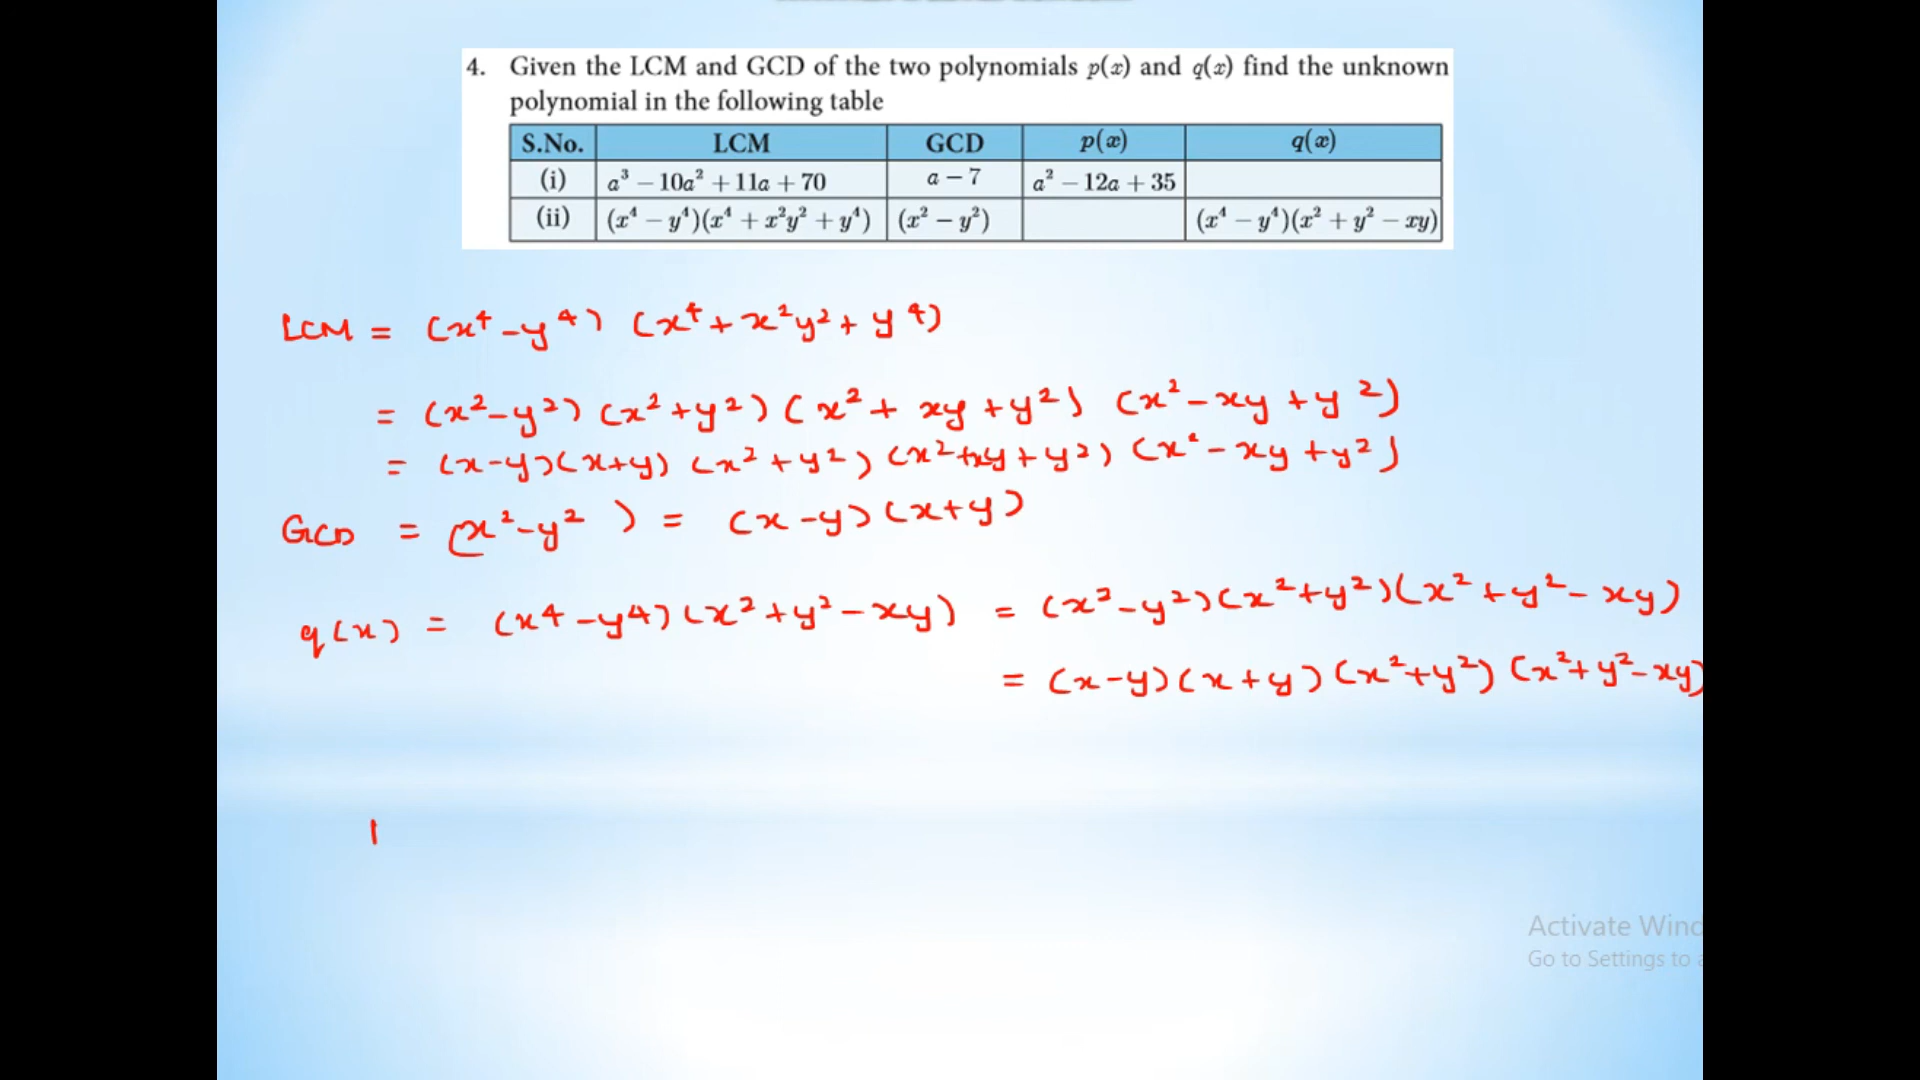 4. Given the LCM and GCD of the two polynomials p(x) and q(x) find the unknown
polynomial in the following table
S.No. LCM GCD p(x) q(x)
(i) a³ – 10a² + 11a + 70 a – 7 a² – 12a + 35
(ii) (x⁴ – y⁴)(x⁴ + x²y² + y⁴) (x² – y²) (x⁴ – y⁴)(x² + y² – xy)
LCM = (x⁴ - y⁴) (x⁴ + x²y² + y⁴)
= (x² - y²) (x² + y²) (x² + xy + y²) (x² - xy + y²)
= (x - y)(x + y) (x² + y²) (x² + xy + y²) (x² - xy + y²)
GCD = (x² - y²) = (x - y)(x + y)
q(x) = (x⁴ - y⁴)(x² + y² - xy) = (x² - y²)(x² + y²)(x² + y² - xy)
= (x - y)(x + y)(x² + y²)(x² + y² - xy)
Activate Wind
Go to Settings to a